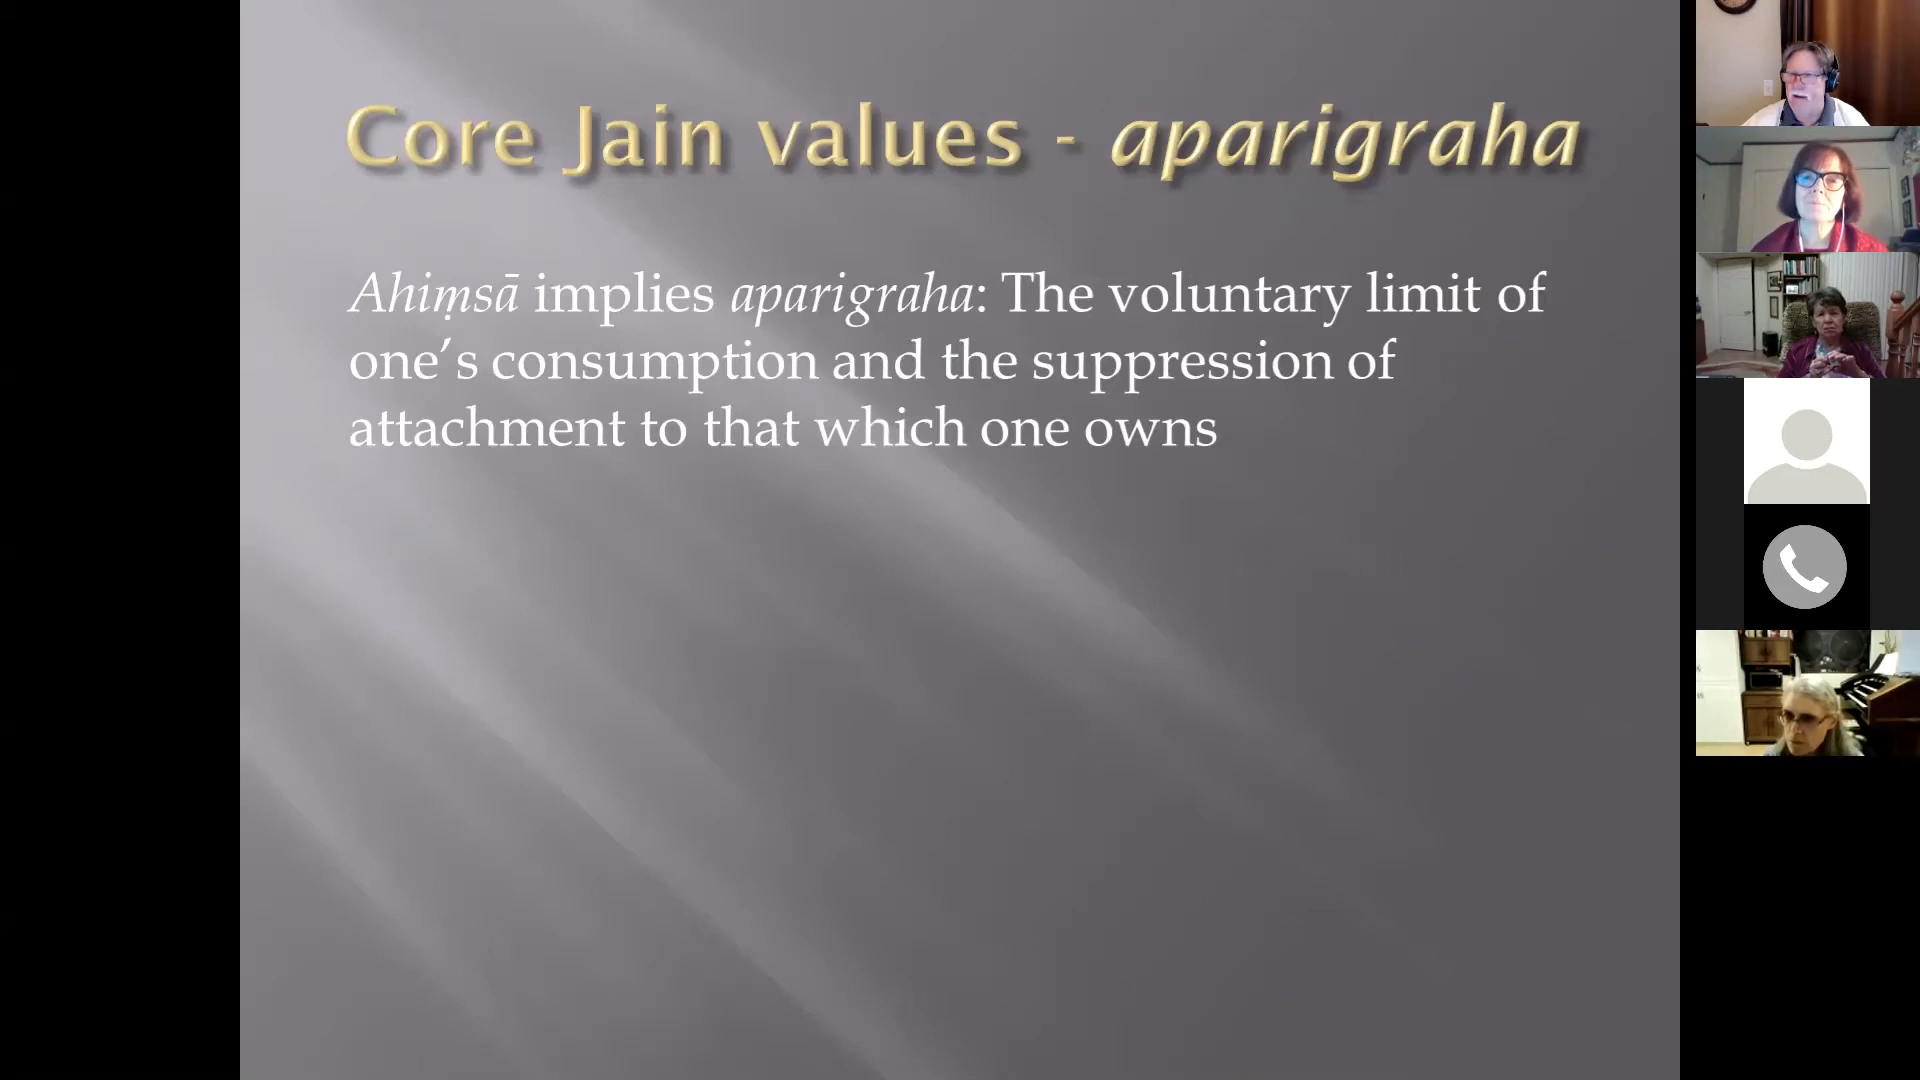 Core Jain values - aparigraha
Ahiṃsā implies aparigraha: The voluntary limit of
one’s consumption and the suppression of
attachment to that which one owns